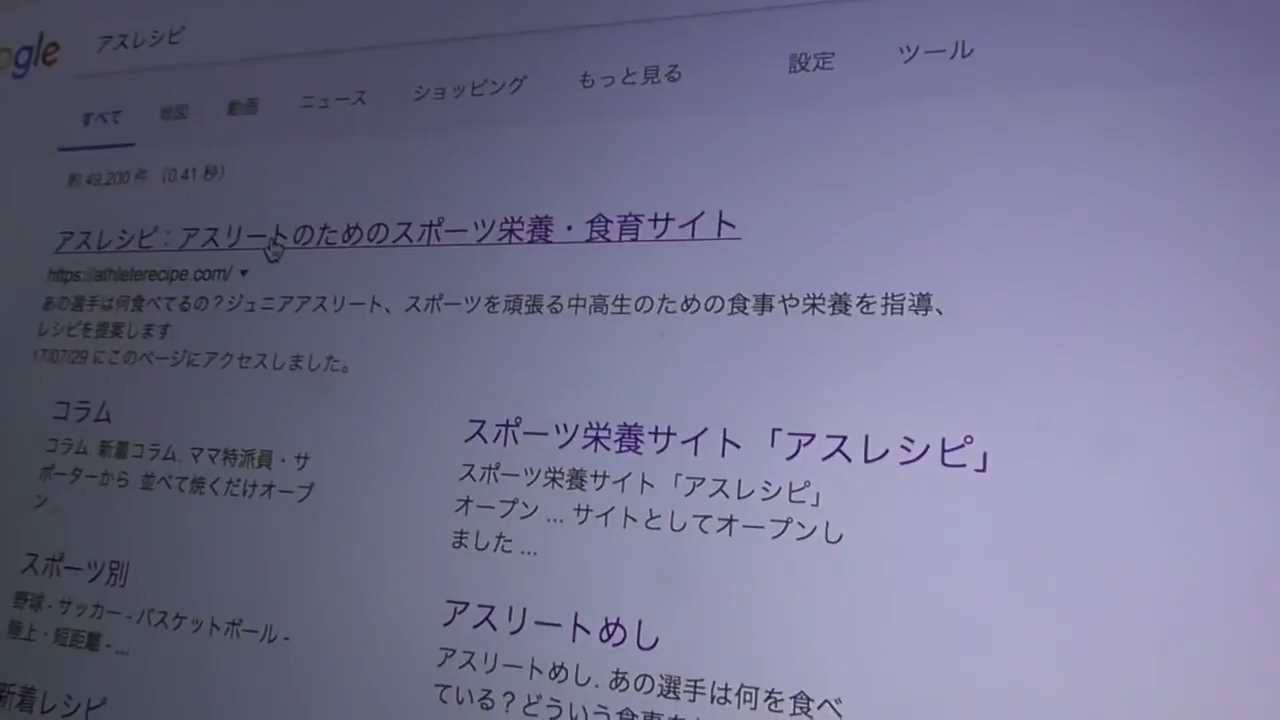 ogle アスレシピ
すべて 地図 動画 ニュース ショッピング もっと見る 設定 ツール
約 49,200 件 （0.41 秒）
アスレシピ : アスリートのためのスポーツ栄養・食育サイト
https://athleterecipe.com/
あの選手は何食べてるの？ジュニアアスリート、スポーツを頑張る中高生のための食事や栄養を指導、
レシピを提案します
17/07/29 にこのページにアクセスしました。
コラム
コラム. 新着コラム. ママ特派員・サ
ポーターから 並べて焼くだけオーブ
ン ...
スポーツ栄養サイト「アスレシピ」
スポーツ栄養サイト「アスレシピ」
オープン ... サイトとしてオープンし
ました ...
スポーツ別
野球 - サッカー - バスケットボール -
陸上・短距離 - ...
アスリートめし
アスリートめし. あの選手は何を食べ
ている？どういう食事を
新着レシピ